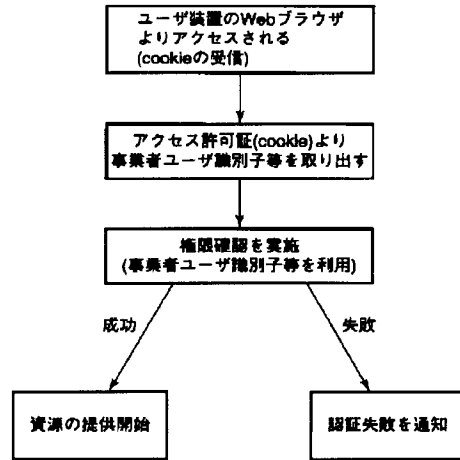 ユーザ装置のWebブラウザ
よりアクセスされる
(cookieの受信)
アクセス許可証(cookie)より
事業者ユーザ識別子等を取り出す
権限確認を実施
(事業者ユーザ識別子等を利用)
成功
失敗
資源の提供開始
認証失敗を通知